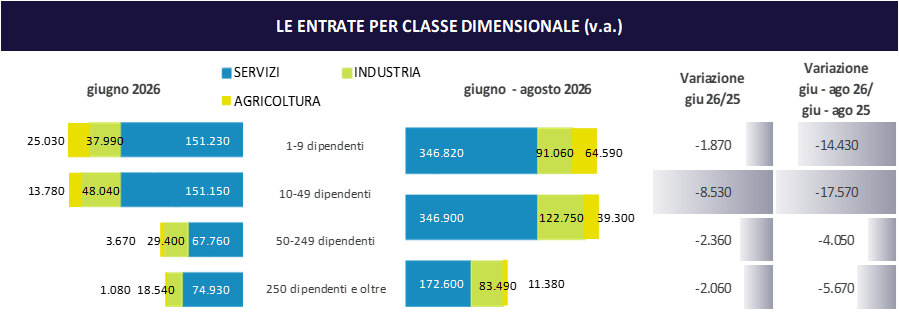 LE ENTRATE PER CLASSE DIMENSIONALE (v.a.)
giugno 2026
SERVIZI
INDUSTRIA
AGRICOLTURA
giugno - agosto 2026
Variazione
giu 26/25
Variazione
giu - ago 26/
giu - ago 25
25.030 37.990 151.230 1-9 dipendenti 346.820 91.060 64.590 -1.870 -14.430
13.780 48.040 151.150 10-49 dipendenti 346.900 122.750 39.300 -8.530 -17.570
3.670 29.400 67.760 50-249 dipendenti -2.360 -4.050
1.080 18.540 74.930 250 dipendenti e oltre 172.600 83.490 11.380 -2.060 -5.670